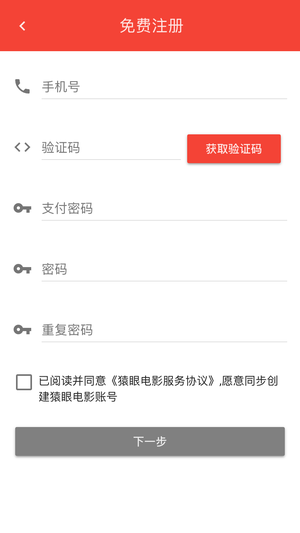 免费注册
手机号
验证码
获取验证码
支付密码
密码
重复密码
已阅读并同意《猿眼电影服务协议》,愿意同步创
建猿眼电影账号
下一步